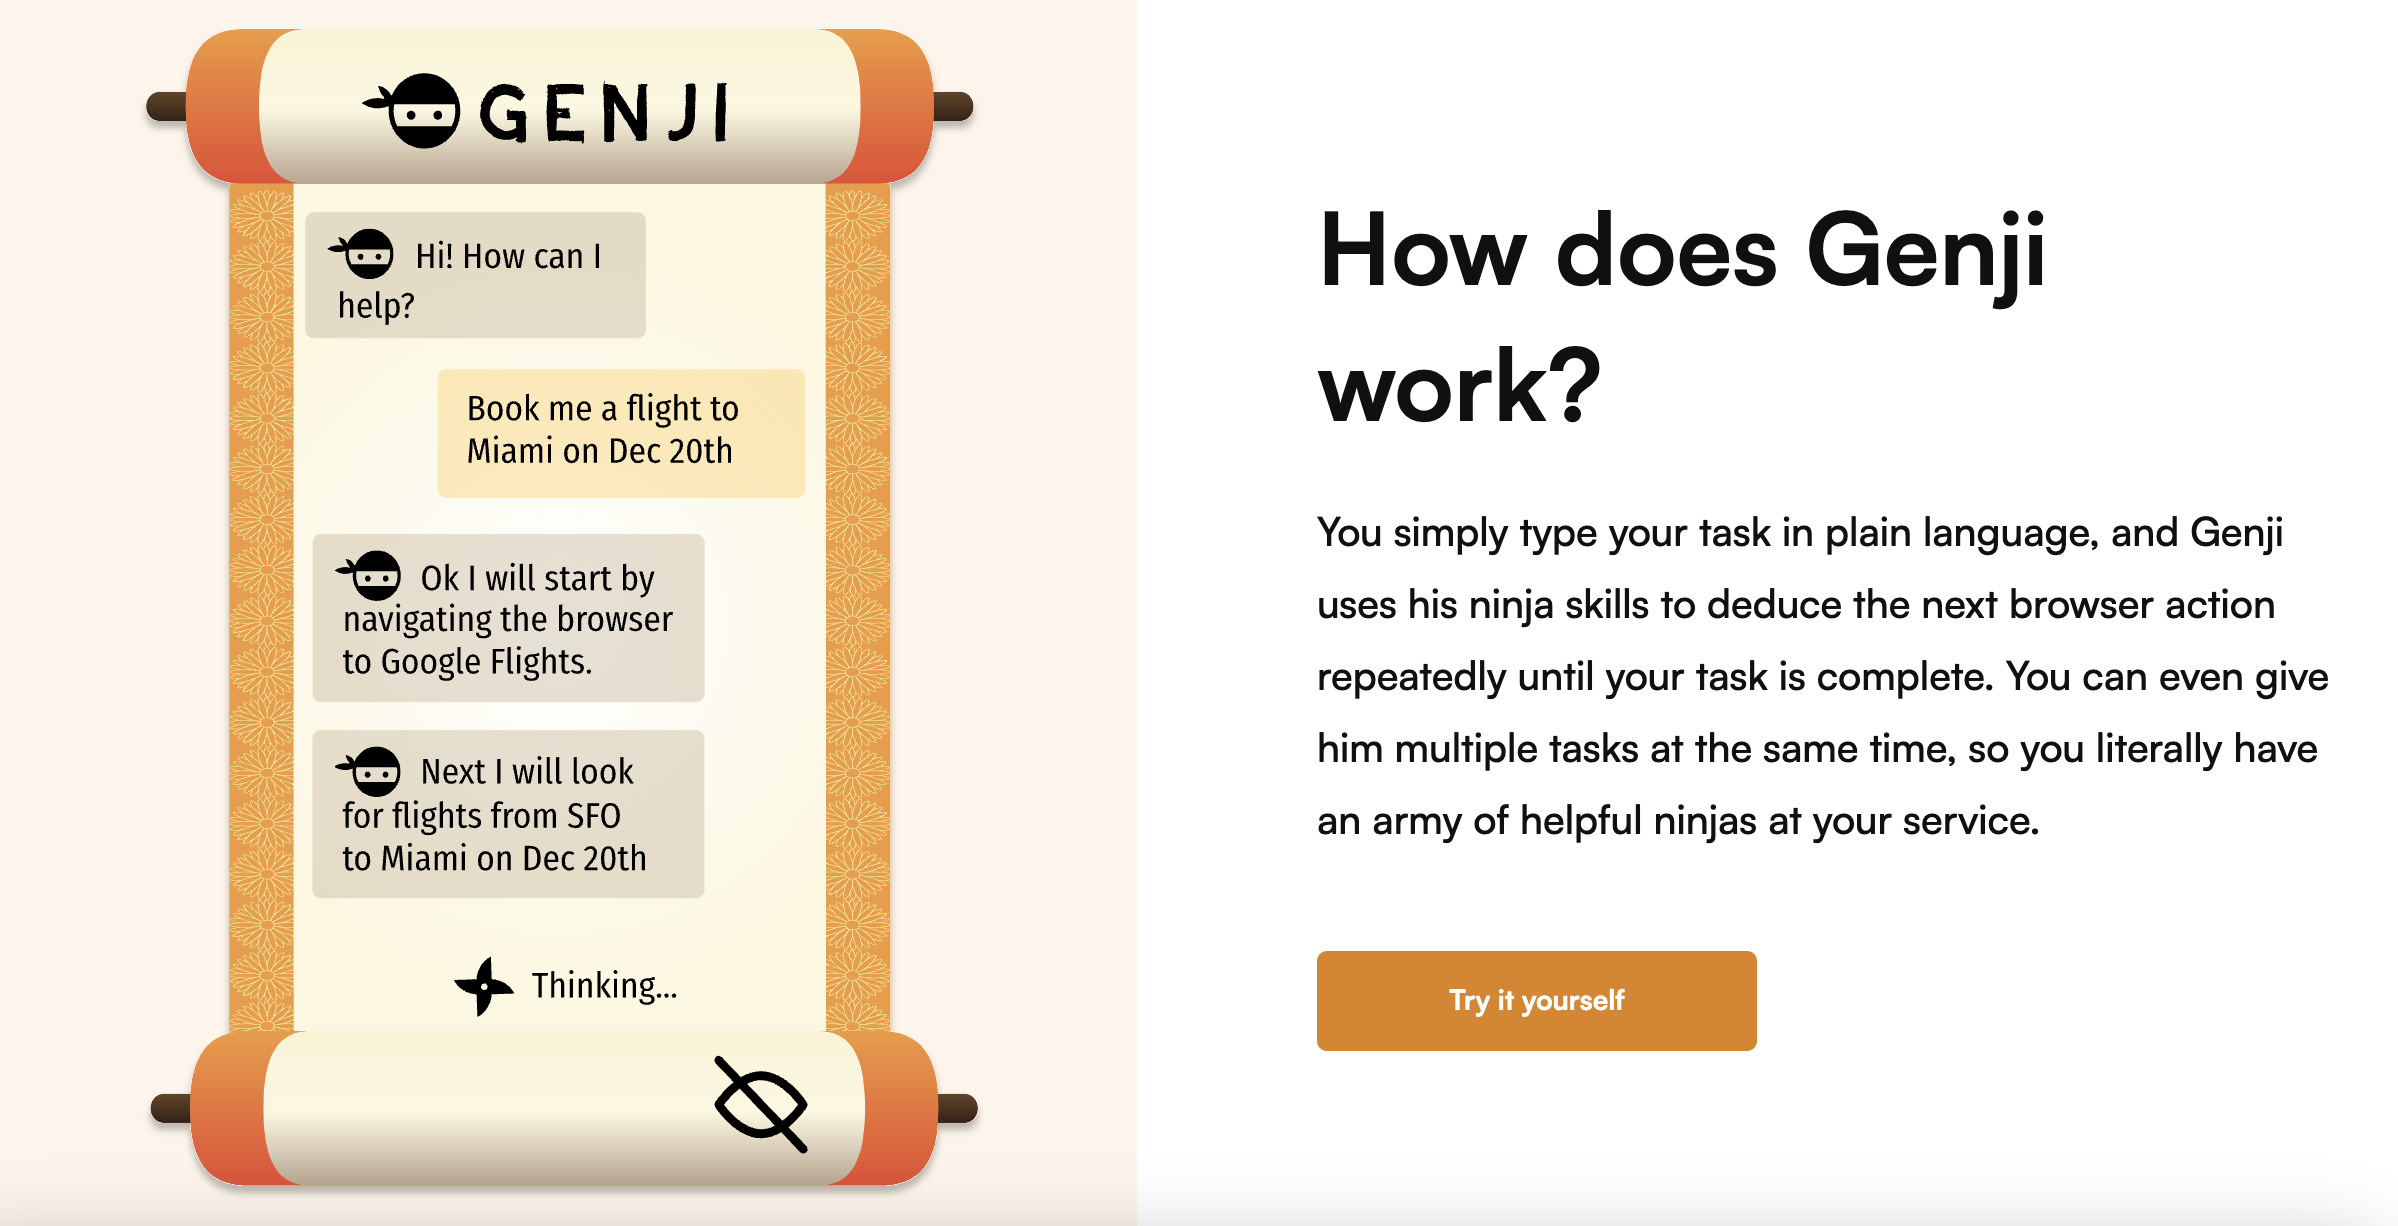 GENJI
Hi! How can I
help?
Book me a flight to
Miami on Dec 20th
Ok I will start by
navigating the browser
to Google Flights.
Next I will look
for flights from SFO
to Miami on Dec 20th
Thinking...
How does Genji
work?
You simply type your task in plain language, and Genji
uses his ninja skills to deduce the next browser action
repeatedly until your task is complete. You can even give
him multiple tasks at the same time, so you literally have
an army of helpful ninjas at your service.
Try it yourself